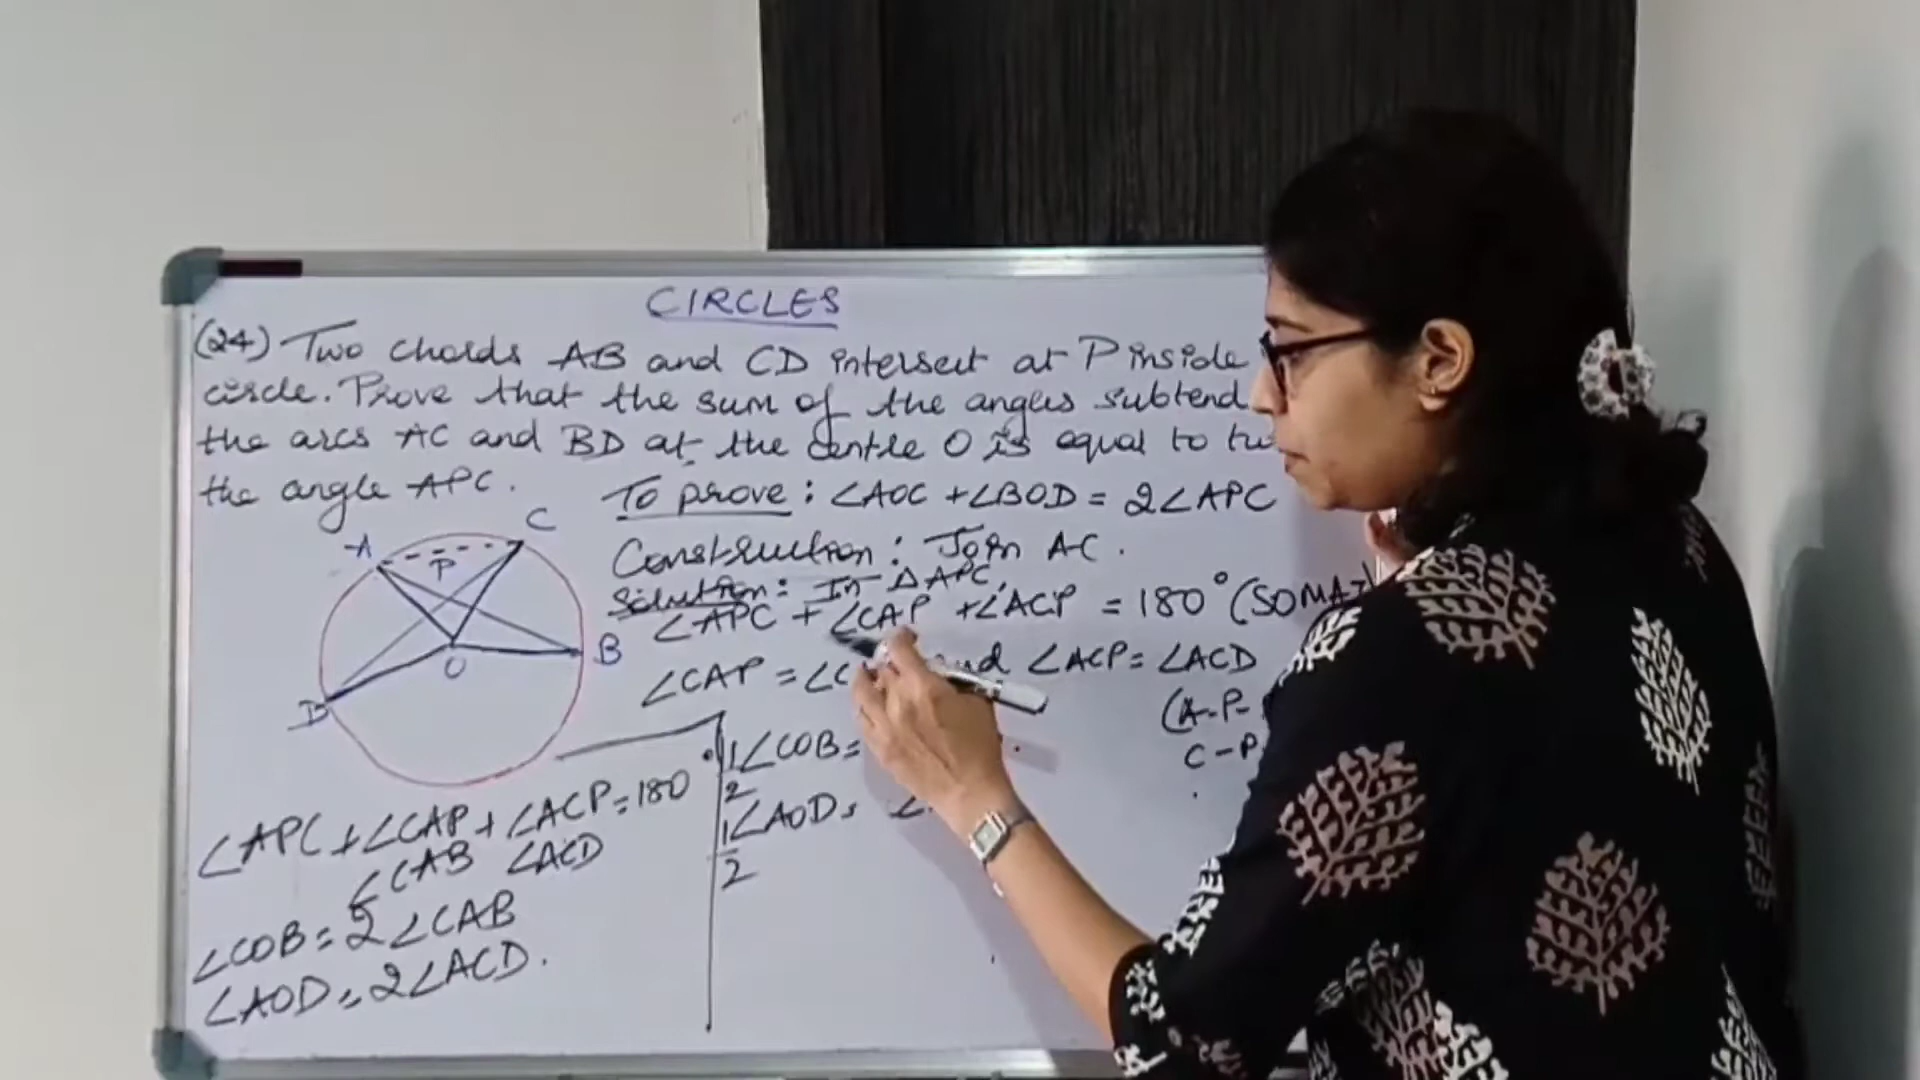 CIRCLES
(24) Two chords AB and CD intersect at P inside
circle. Prove that the sum of the angles subtend
the arcs AC and BD at the centre O is equal to
the angle APC.
To prove: ∠AOC + ∠BOD = 2∠APC
Construction: Join AC.
Solution: In △APC,
∠APC + ∠CAP + ∠ACP = 180° (SOMAT
∠CAP = and ∠ACP = ∠ACD
(A-P-
C-P
A
C
P
O
B
D
∠APC + ∠CAP + ∠ACP = 180
∠CAB ∠ACD
∠COB = 2∠CAB
∠AOD = 2∠ACD.
1/2 ∠COB =
1/2 ∠AOD =